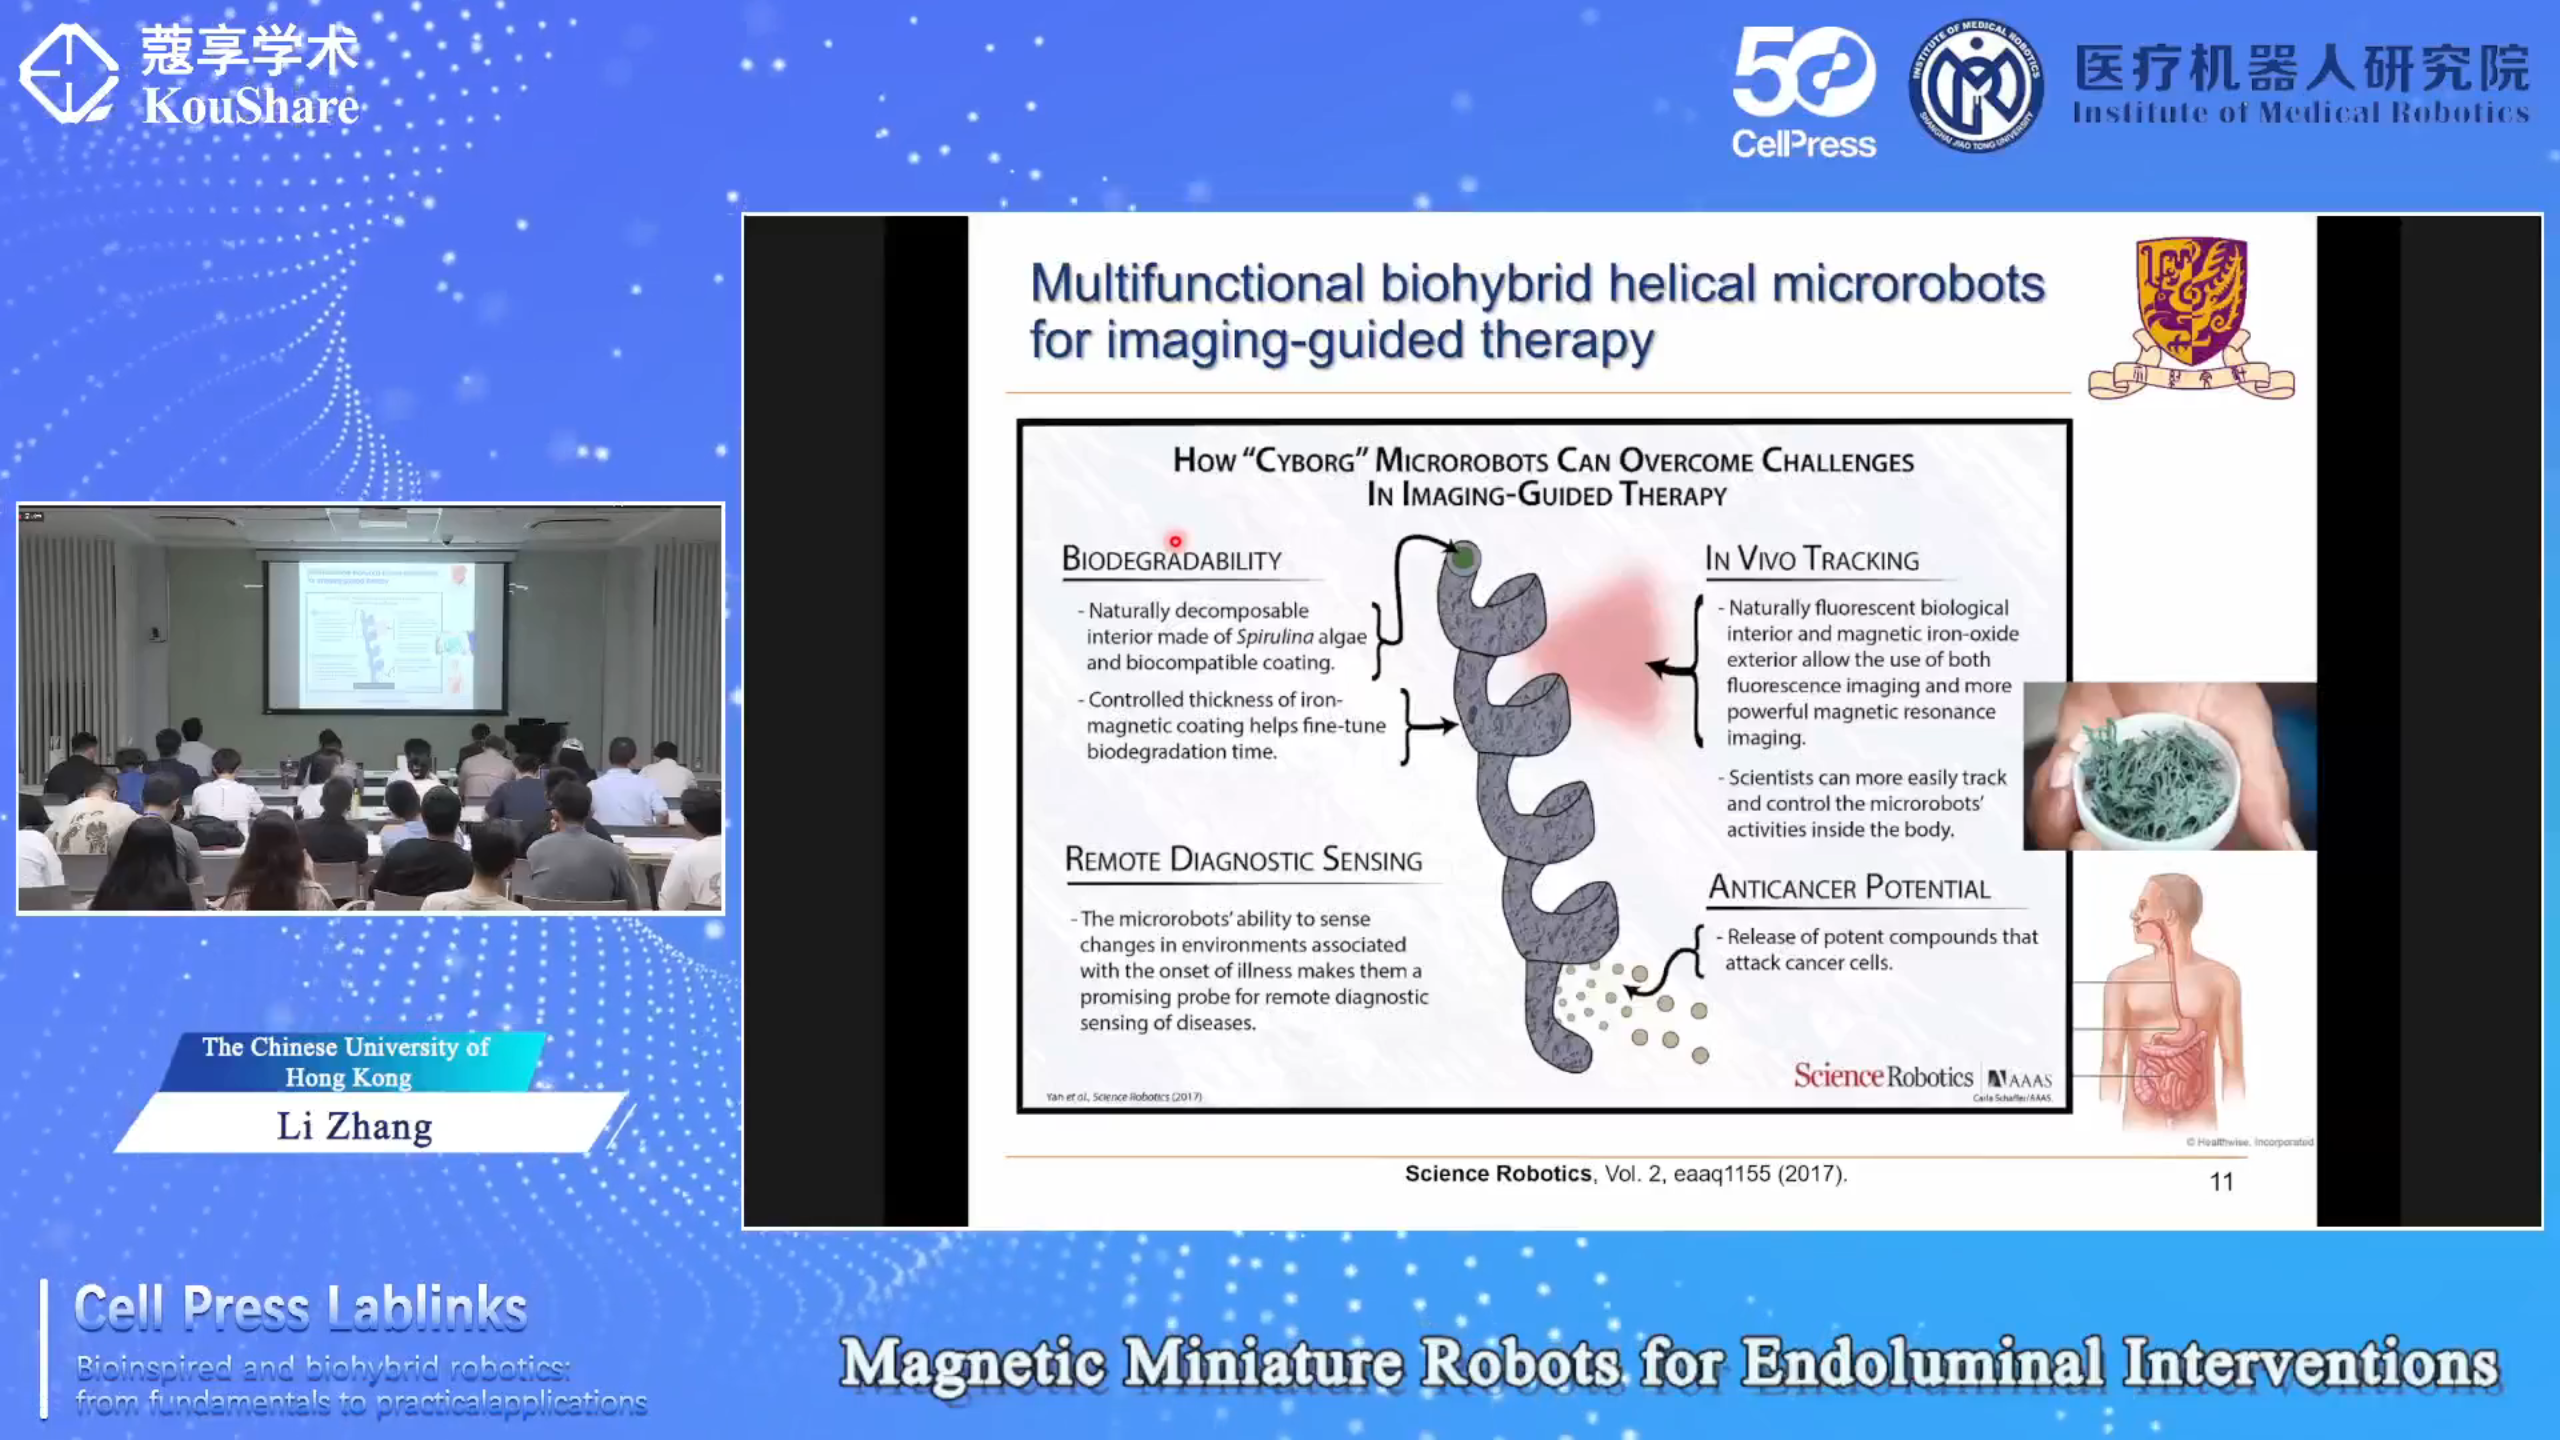 蔻享学术
KouShare
50
CellPress
INSTITUTE OF MEDICAL ROBOTICS
SHANGHAI JIAO TONG UNIVERSITY
医疗机器人研究院
Institute of Medical Robotics
Multifunctional biohybrid helical microrobots
for imaging-guided therapy
HOW “CYBORG” MICROROBOTS CAN OVERCOME CHALLENGES
IN IMAGING-GUIDED THERAPY
BIODEGRADABILITY
- Naturally decomposable
interior made of Spirulina algae
and biocompatible coating.
- Controlled thickness of iron-
magnetic coating helps fine-tune
biodegradation time.
REMOTE DIAGNOSTIC SENSING
- The microrobots’ ability to sense
changes in environments associated
with the onset of illness makes them a
promising probe for remote diagnostic
sensing of diseases.
IN VIVO TRACKING
- Naturally fluorescent biological
interior and magnetic iron-oxide
exterior allow the use of both
fluorescence imaging and more
powerful magnetic resonance
imaging.
- Scientists can more easily track
and control the microrobots’
activities inside the body.
ANTICANCER POTENTIAL
- Release of potent compounds that
attack cancer cells.
Yan et al., Science Robotics (2017)
Science Robotics
AAAS
Carla Schaffer/AAAS
© Healthwise, Incorporated
Science Robotics, Vol. 2, eaaq1155 (2017).
11
The Chinese University of
Hong Kong
Li Zhang
Cell Press Lablinks
Bioinspired and biohybrid robotics:
from fundamentals to practicalapplications
Magnetic Miniature Robots for Endoluminal Interventions